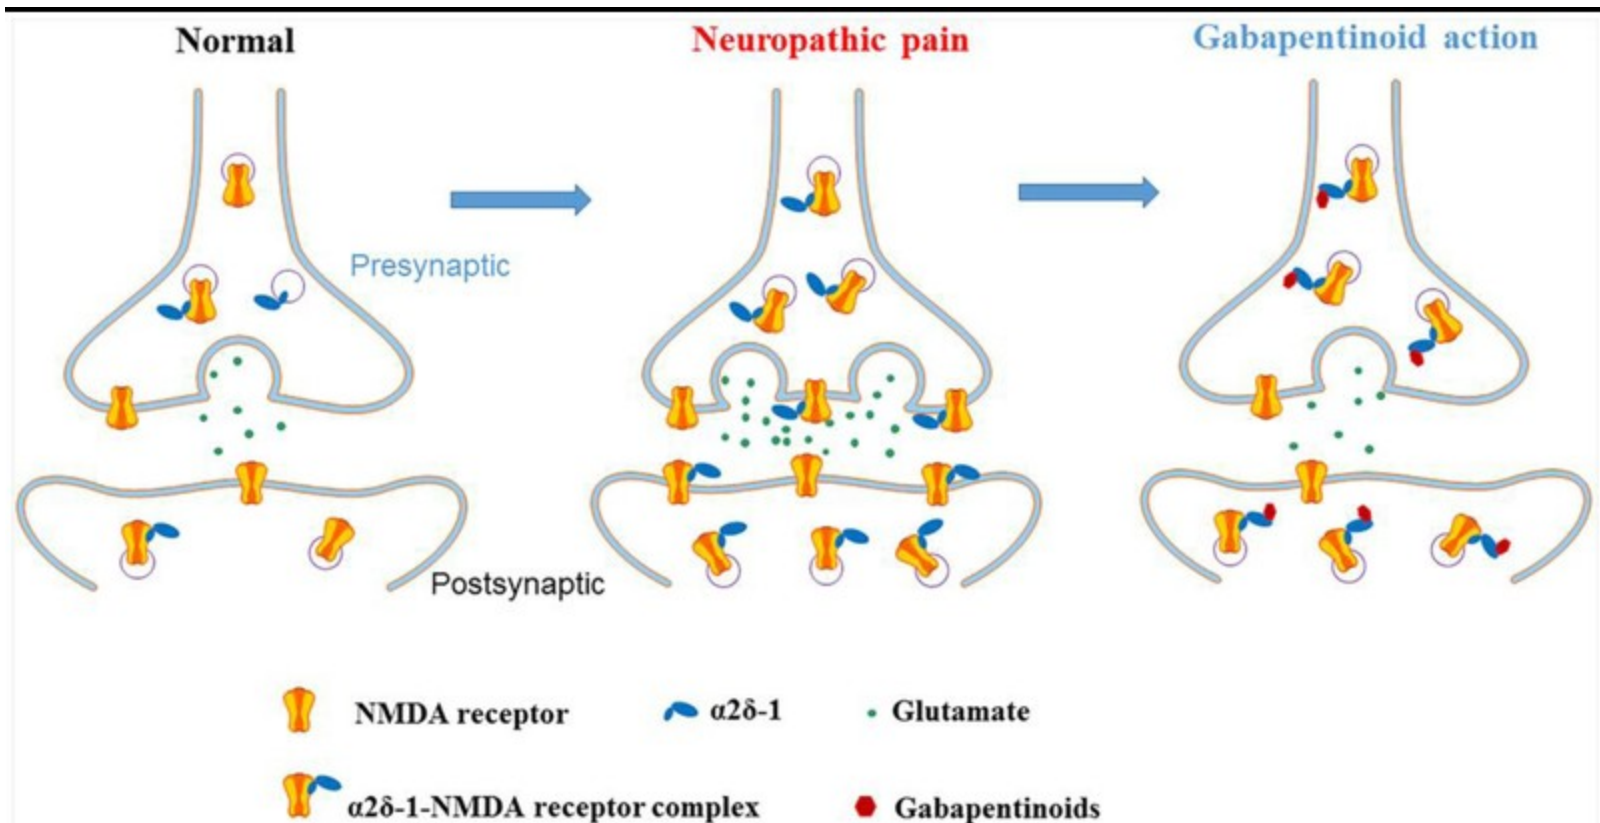 Normal
Neuropathic pain
Gabapentinoid action
Presynaptic
Postsynaptic
NMDA receptor
α2δ-1
Glutamate
α2δ-1-NMDA receptor complex
Gabapentinoids